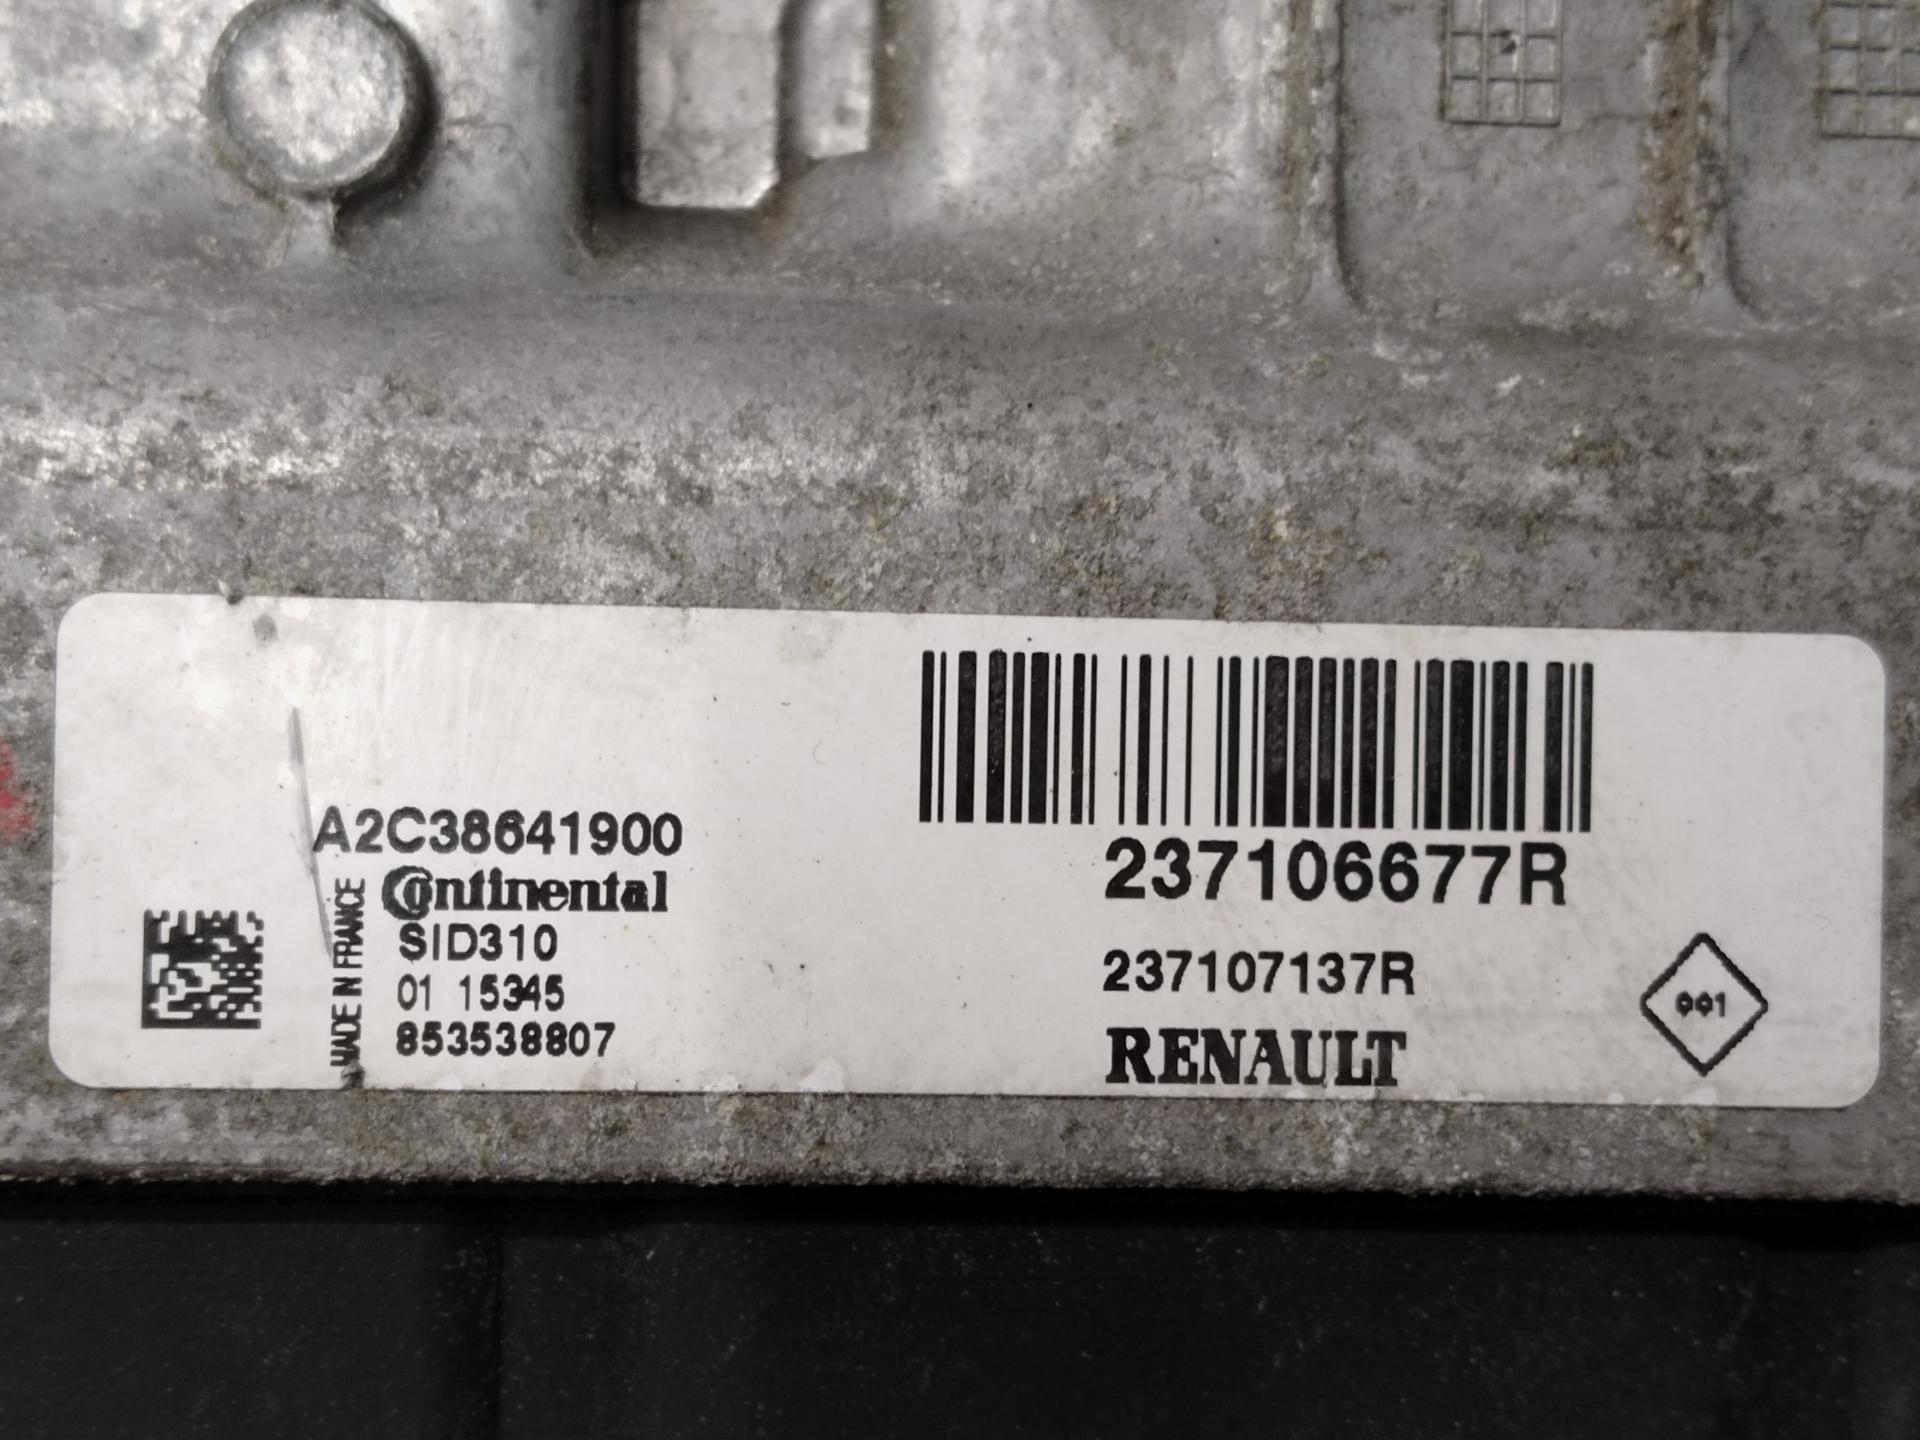 A2C38641900
Continental
SID310
01 15345
853538807
MADE IN FRANCE
237106677R
237107137R
RENAULT
001